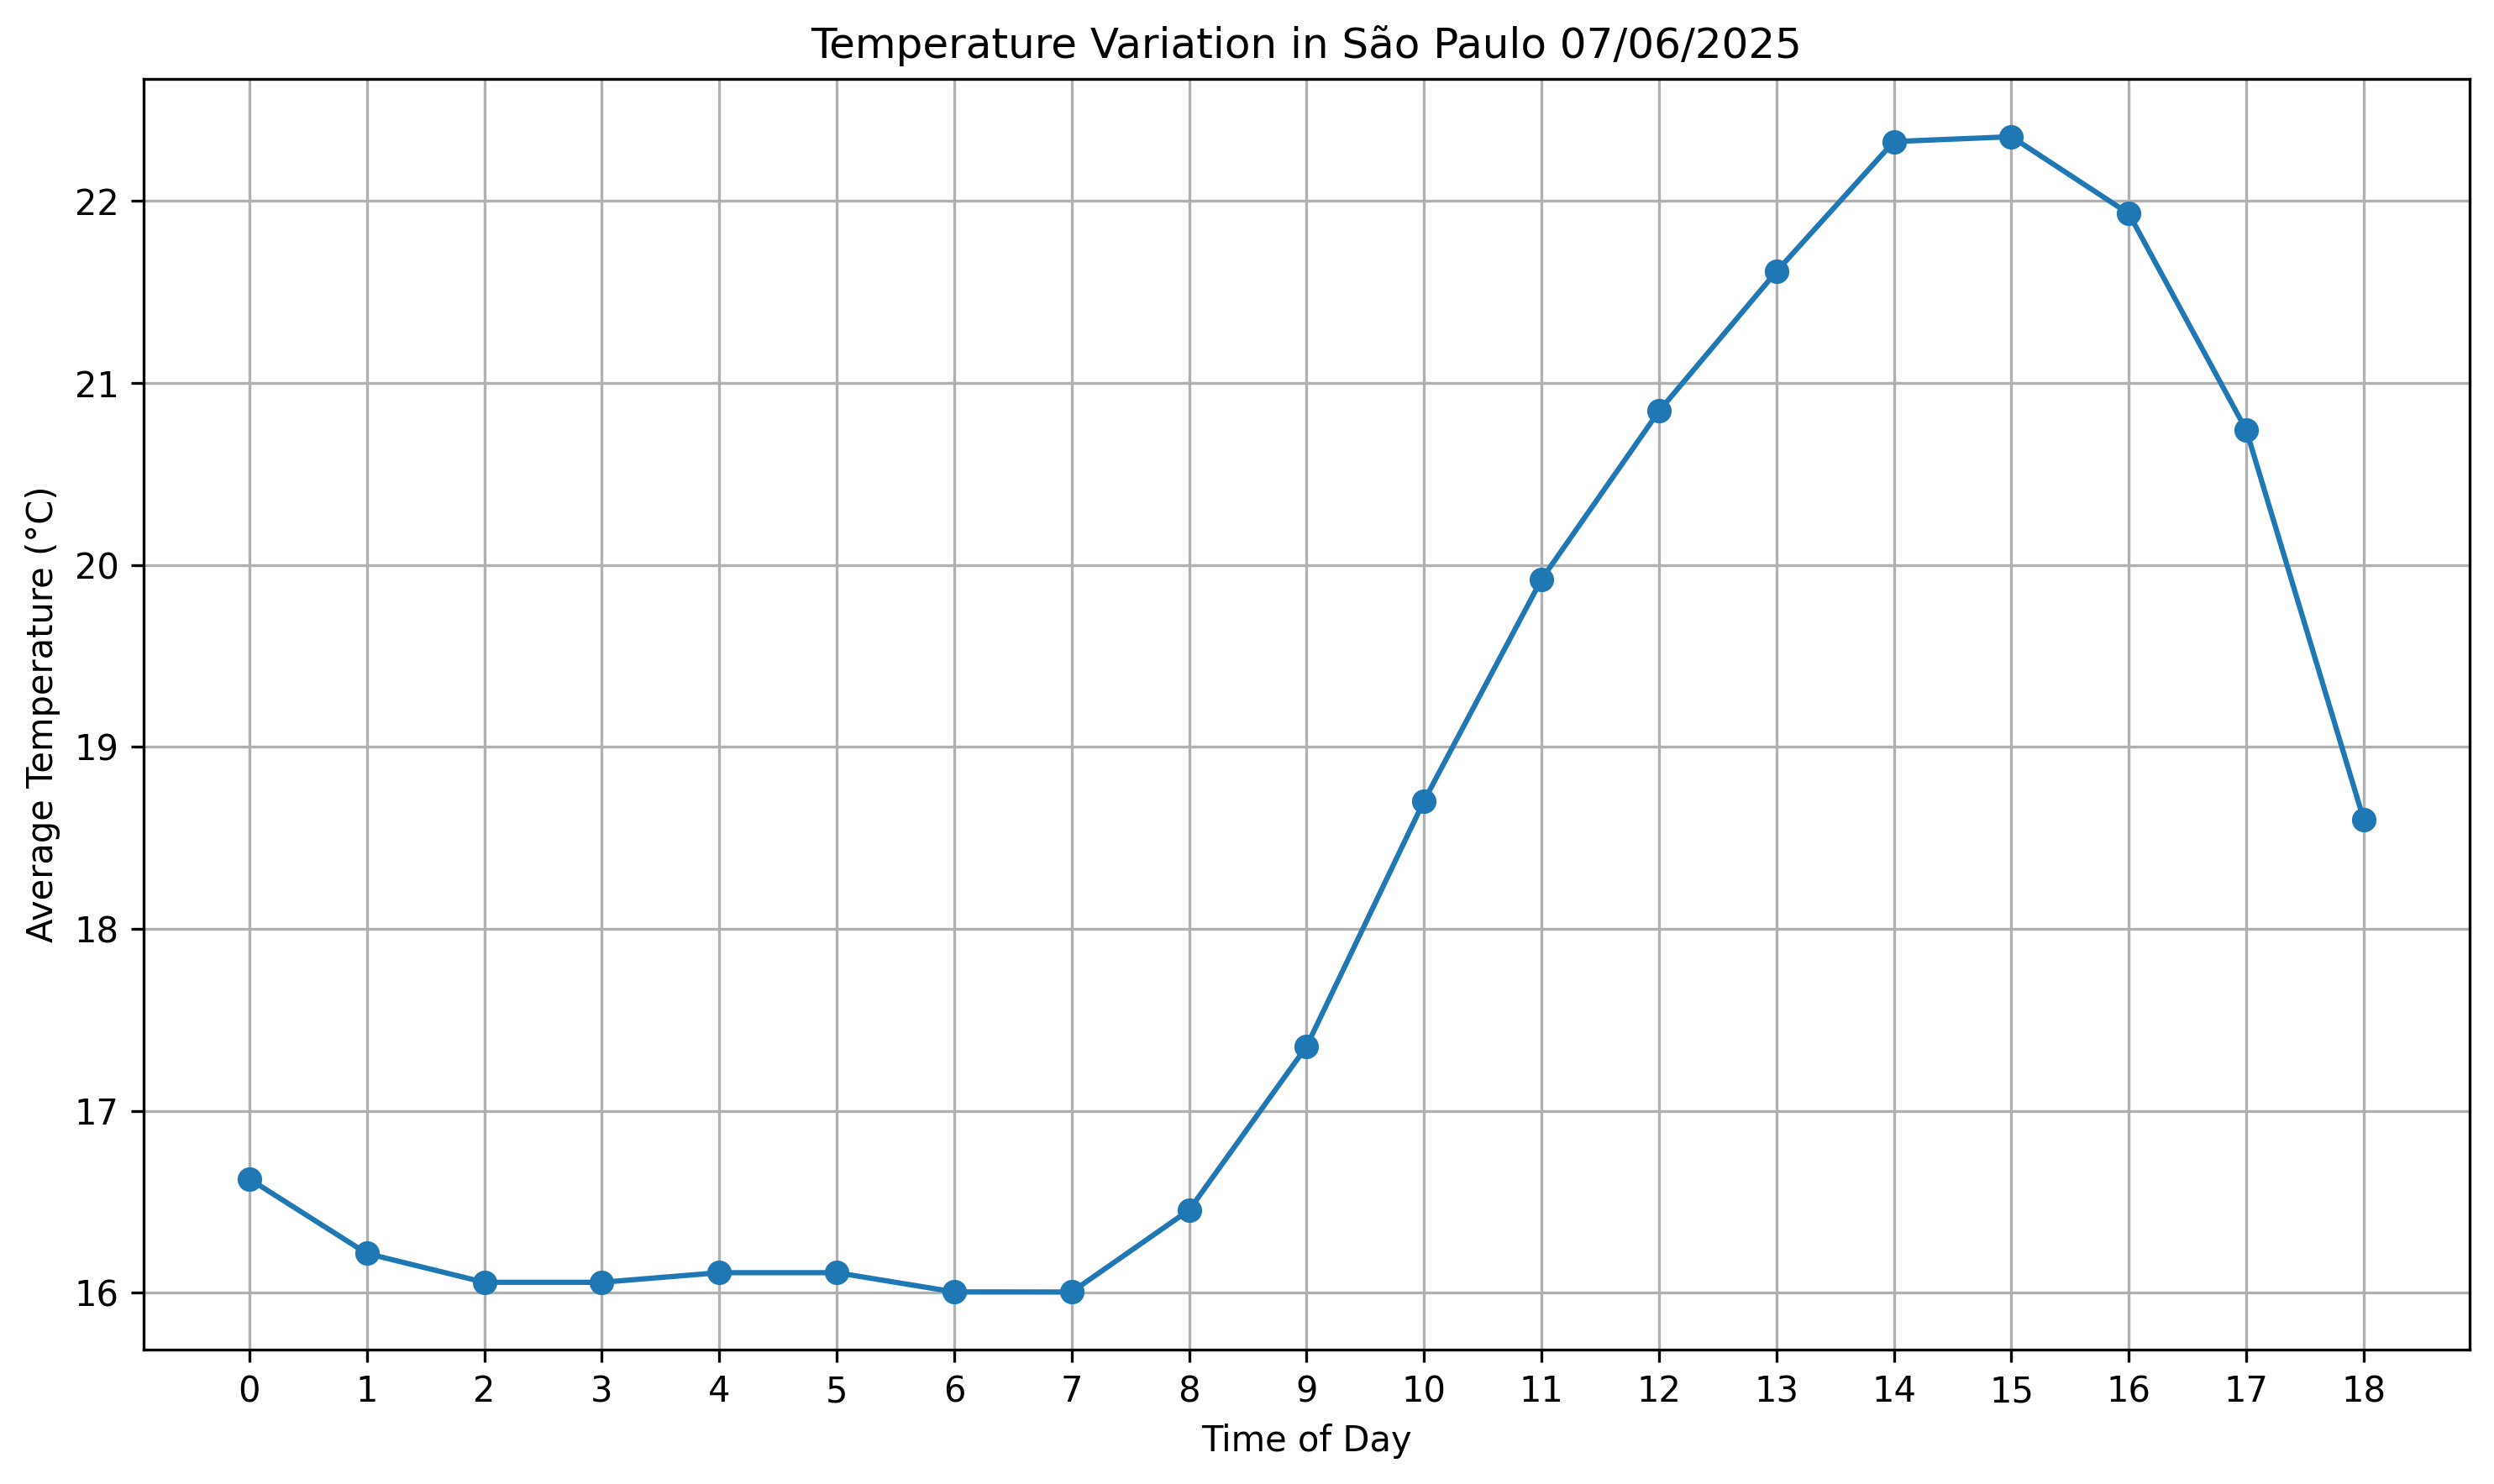 Temperature Variation in São Paulo 07/06/2025
Average Temperature (°C)
22
21
20
19
18
17
16
0 1 2 3 4 5 6 7 8 9 10 11 12 13 14 15 16 17 18
Time of Day